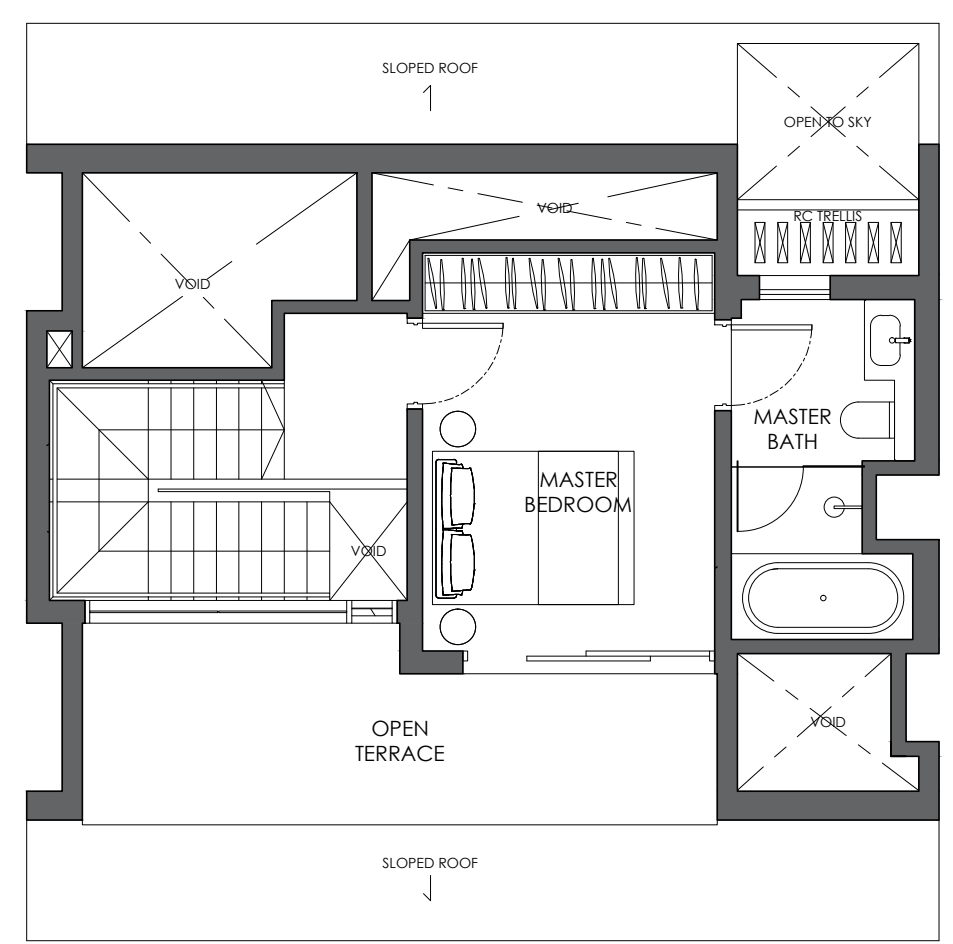 SLOPED ROOF
OPEN TO SKY
VOID
RC TRELLIS
VOID
MASTER
BATH
MASTER
BEDROOM
VOID
OPEN
TERRACE
VOID
SLOPED ROOF